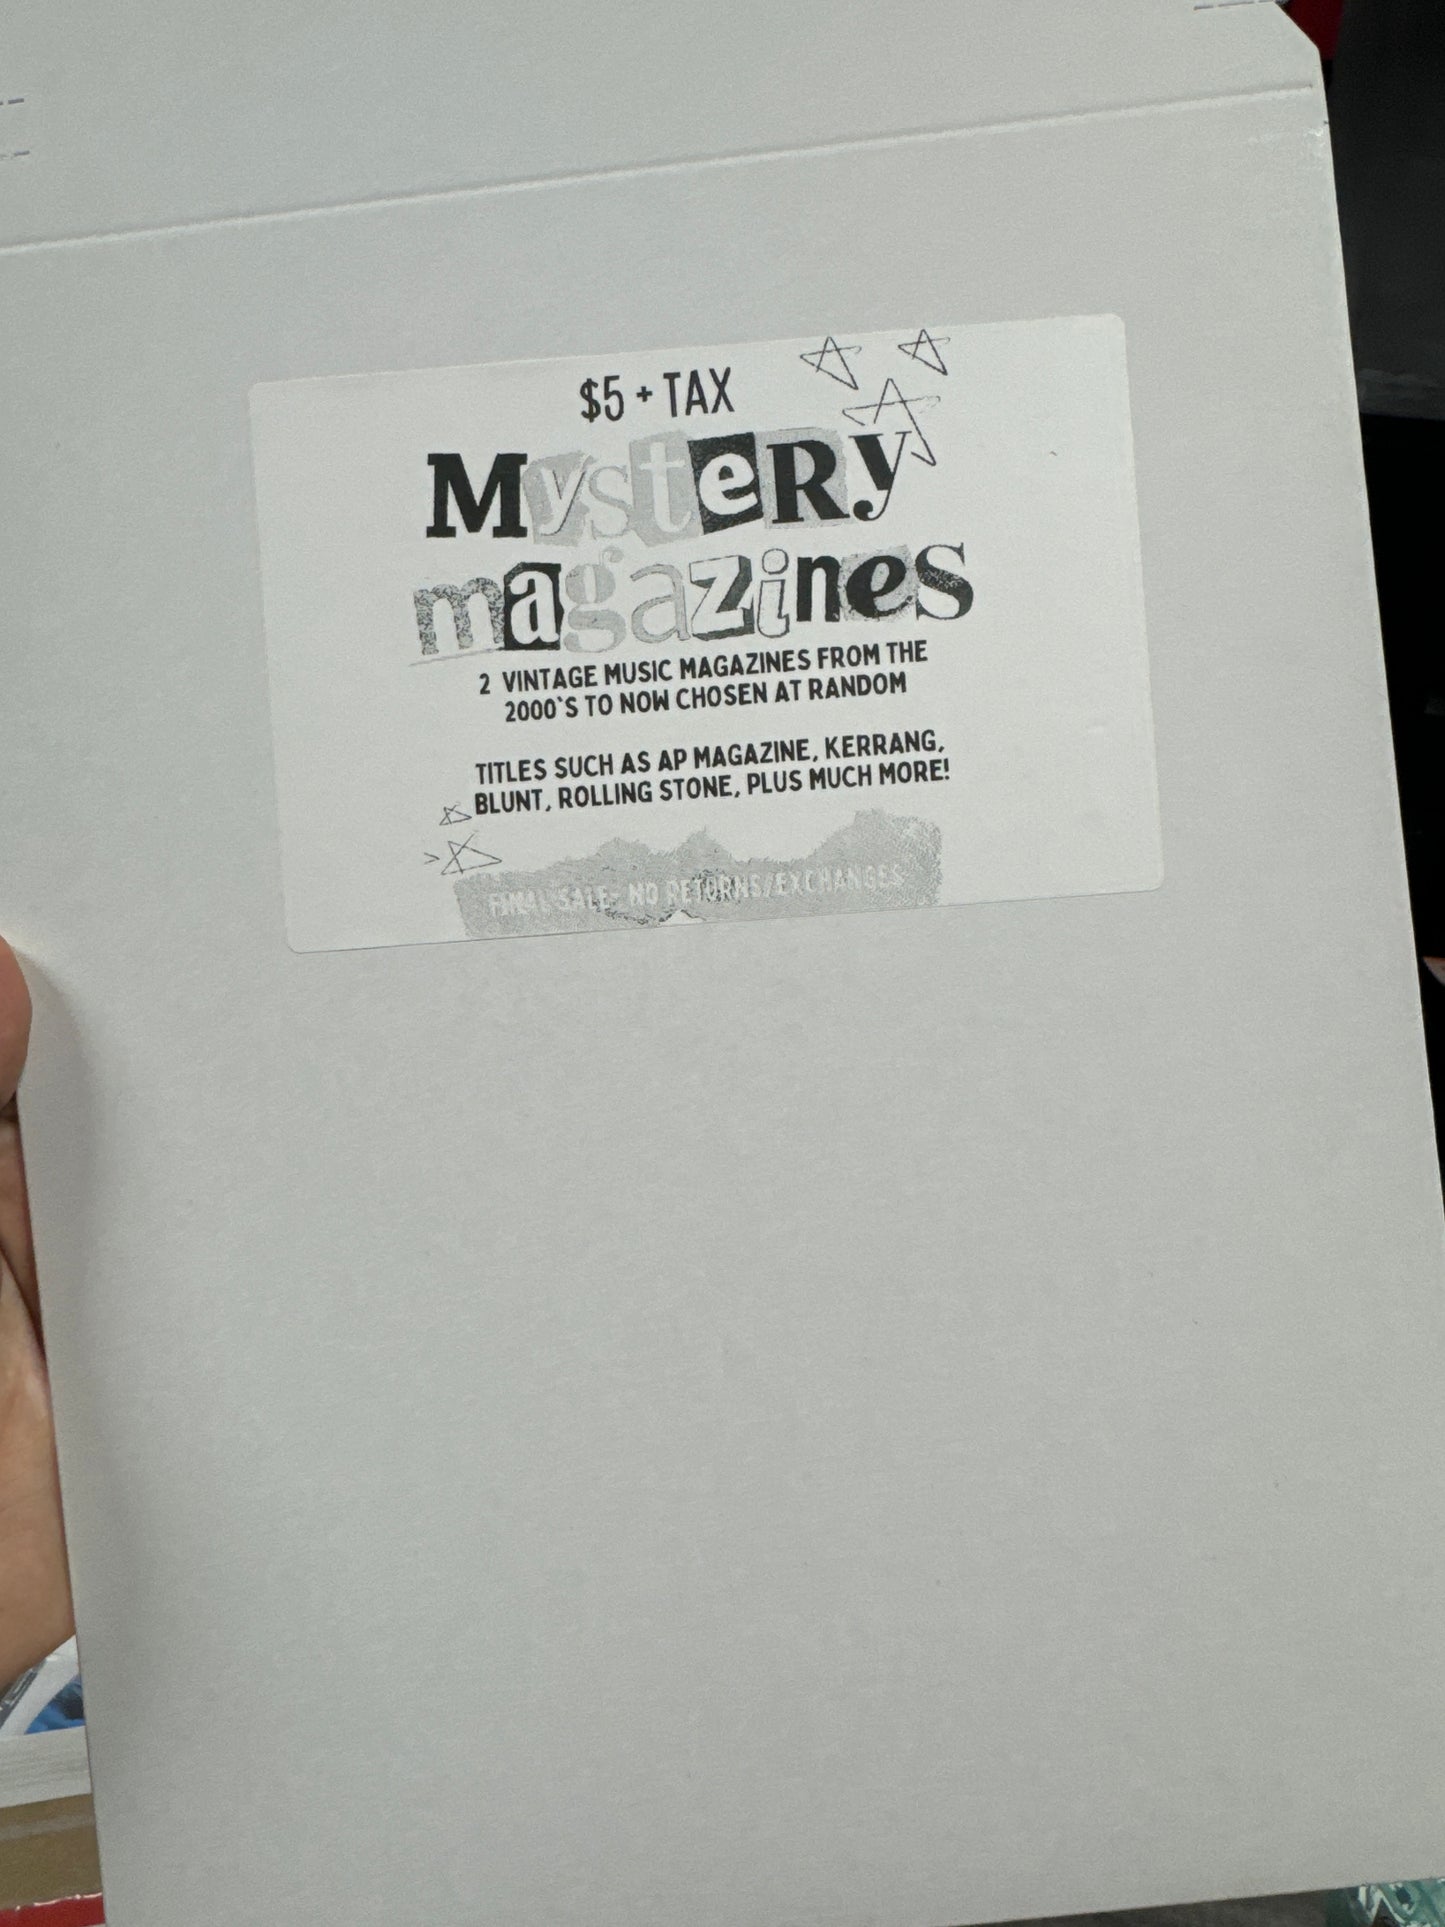 $5 + TAX
MysteRy
magazines
2 VINTAGE MUSIC MAGAZINES FROM THE
2000`S TO NOW CHOSEN AT RANDOM
TITLES SUCH AS AP MAGAZINE, KERRANG,
BLUNT, ROLLING STONE, PLUS MUCH MORE!
FINAL SALE- NO RETURNS/EXCHANGES